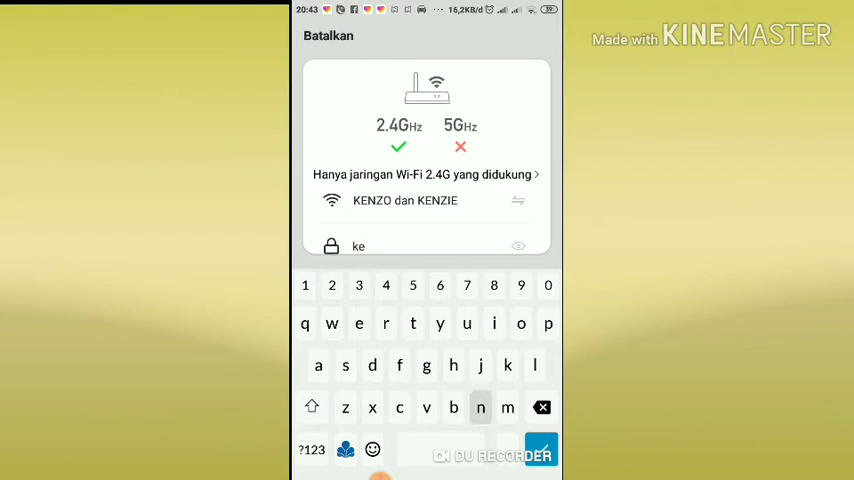 20:43
16,2KB/d
39
Made with KINEMASTER
Batalkan
2.4GHz 5GHz
Hanya jaringan Wi-Fi 2.4G yang didukung >
KENZO dan KENZIE
ke
1 2 3 4 5 6 7 8 9 0
q w e r t y u i o p
a s d f g h j k l
z x c v b n m
?123
DU RECORDER